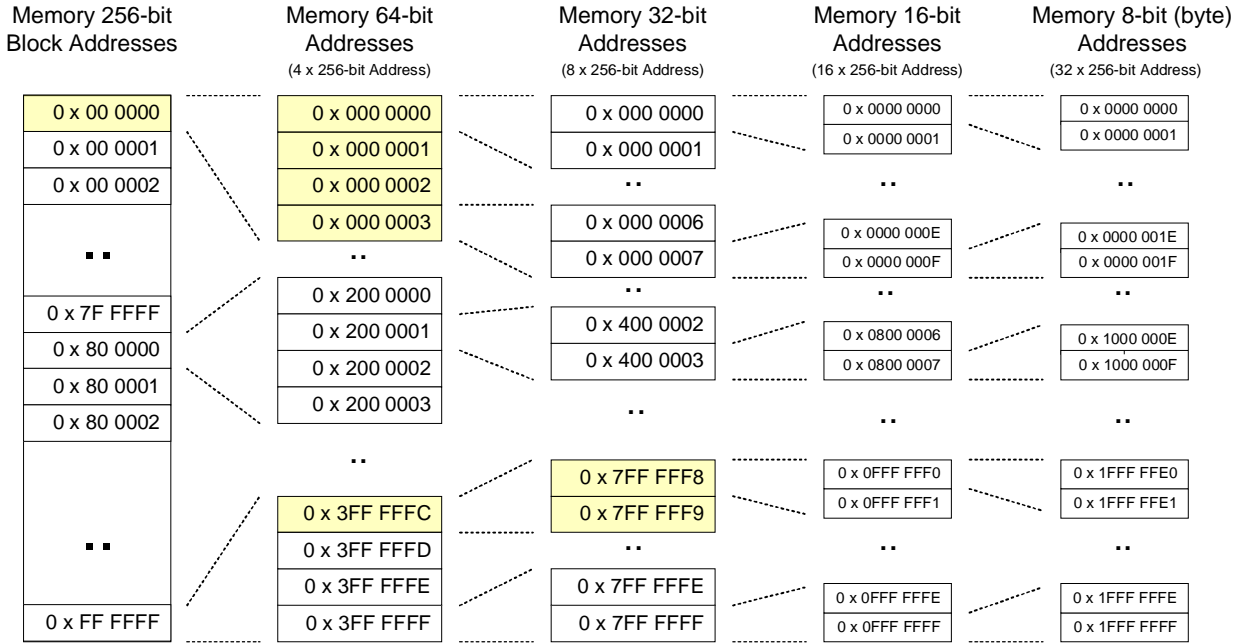 Memory 256-bit
Block Addresses
0 x 00 0000
0 x 00 0001
0 x 00 0002
..
0 x 7F FFFF
0 x 80 0000
0 x 80 0001
0 x 80 0002
..
0 x FF FFFF
Memory 64-bit
Addresses
(4 x 256-bit Address)
0 x 000 0000
0 x 000 0001
0 x 000 0002
0 x 000 0003
..
0 x 200 0000
0 x 200 0001
0 x 200 0002
0 x 200 0003
..
0 x 3FF FFFC
0 x 3FF FFFD
0 x 3FF FFFE
0 x 3FF FFFF
Memory 32-bit
Addresses
(8 x 256-bit Address)
0 x 000 0000
0 x 000 0001
..
0 x 000 0006
0 x 000 0007
..
0 x 400 0002
0 x 400 0003
..
0 x 7FF FFF8
0 x 7FF FFF9
..
0 x 7FF FFFE
0 x 7FF FFFF
Memory 16-bit
Addresses
(16 x 256-bit Address)
0 x 0000 0000
0 x 0000 0001
..
0 x 0000 000E
0 x 0000 000F
..
0 x 0800 0006
0 x 0800 0007
..
0 x 0FFF FFF0
0 x 0FFF FFF1
..
0 x 0FFF FFFE
0 x 0FFF FFFF
Memory 8-bit (byte)
Addresses
(32 x 256-bit Address)
0 x 0000 0000
0 x 0000 0001
..
0 x 0000 001E
0 x 0000 001F
..
0 x 1000 000E
0 x 1000 000F
..
0 x 1FFF FFE0
0 x 1FFF FFE1
..
0 x 1FFF FFFE
0 x 1FFF FFFF